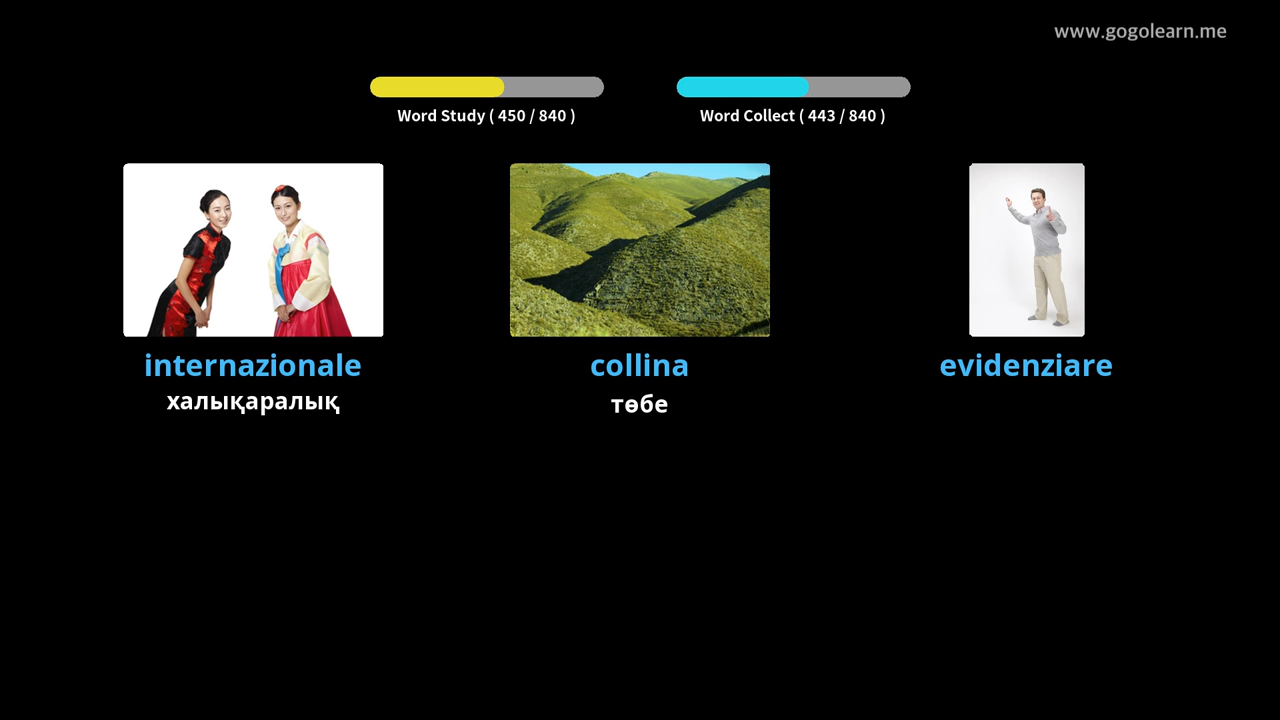 www.gogolearn.me
Word Study ( 450 / 840 )
Word Collect ( 443 / 840 )
internazionale
collina
evidenziare
халықаралық
төбе